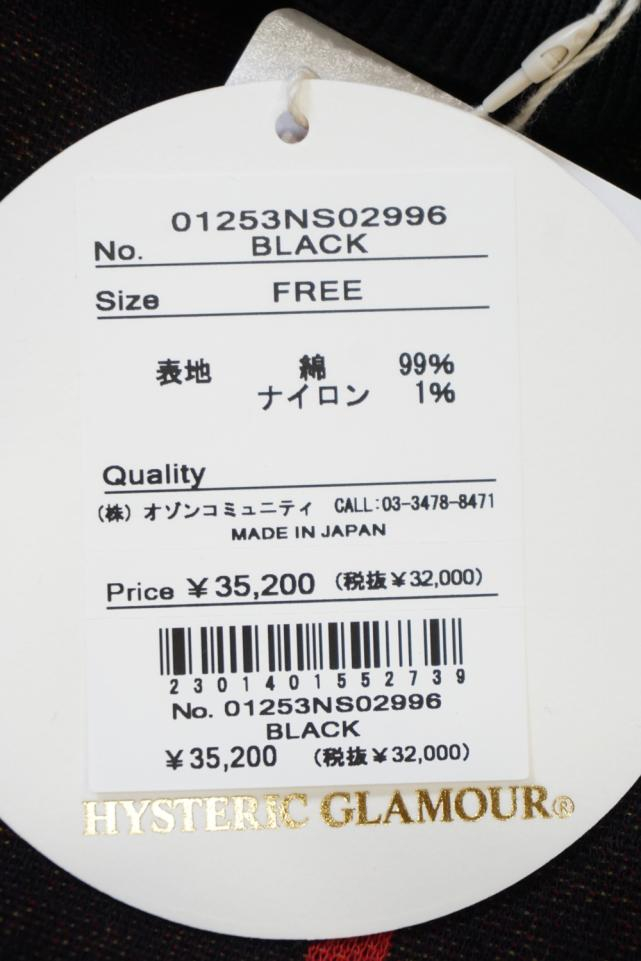 01253NS02996
No. BLACK
Size FREE
表地 綿 99%
ナイロン 1%
Quality
(株) オゾンコミュニティ CALL:03-3478-8471
MADE IN JAPAN
Price ¥35,200 (税抜¥32,000)
2301401552739
No. 01253NS02996
BLACK
¥35,200 (税抜¥32,000)
HYSTERIC GLAMOUR®